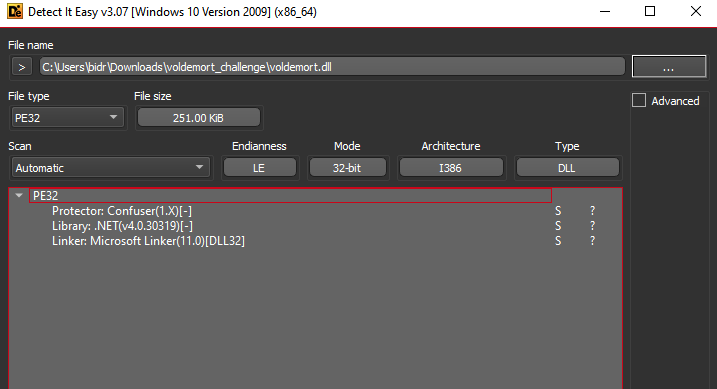 Detect It Easy v3.07 [Windows 10 Version 2009] (x86_64)
File name
> C:\Users\bidr\Downloads\voldemort_challenge\voldemort.dll ...
File type File size
PE32 251.00 KiB Advanced
Scan Endianness Mode Architecture Type
Automatic LE 32-bit I386 DLL
PE32
Protector: Confuser(1.X)[-] S ?
Library: .NET(v4.0.30319)[-] S ?
Linker: Microsoft Linker(11.0)[DLL32] S ?